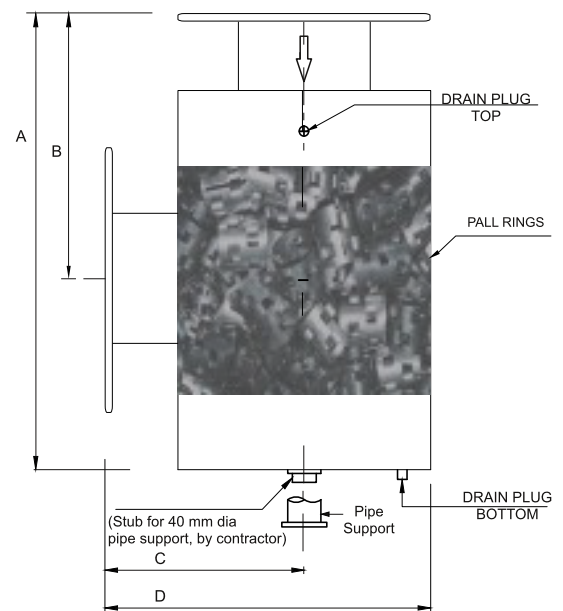 DRAIN PLUG
TOP
A
B
PALL RINGS
DRAIN PLUG
BOTTOM
(Stub for 40 mm dia
pipe support, by contractor)
Pipe
Support
C
D